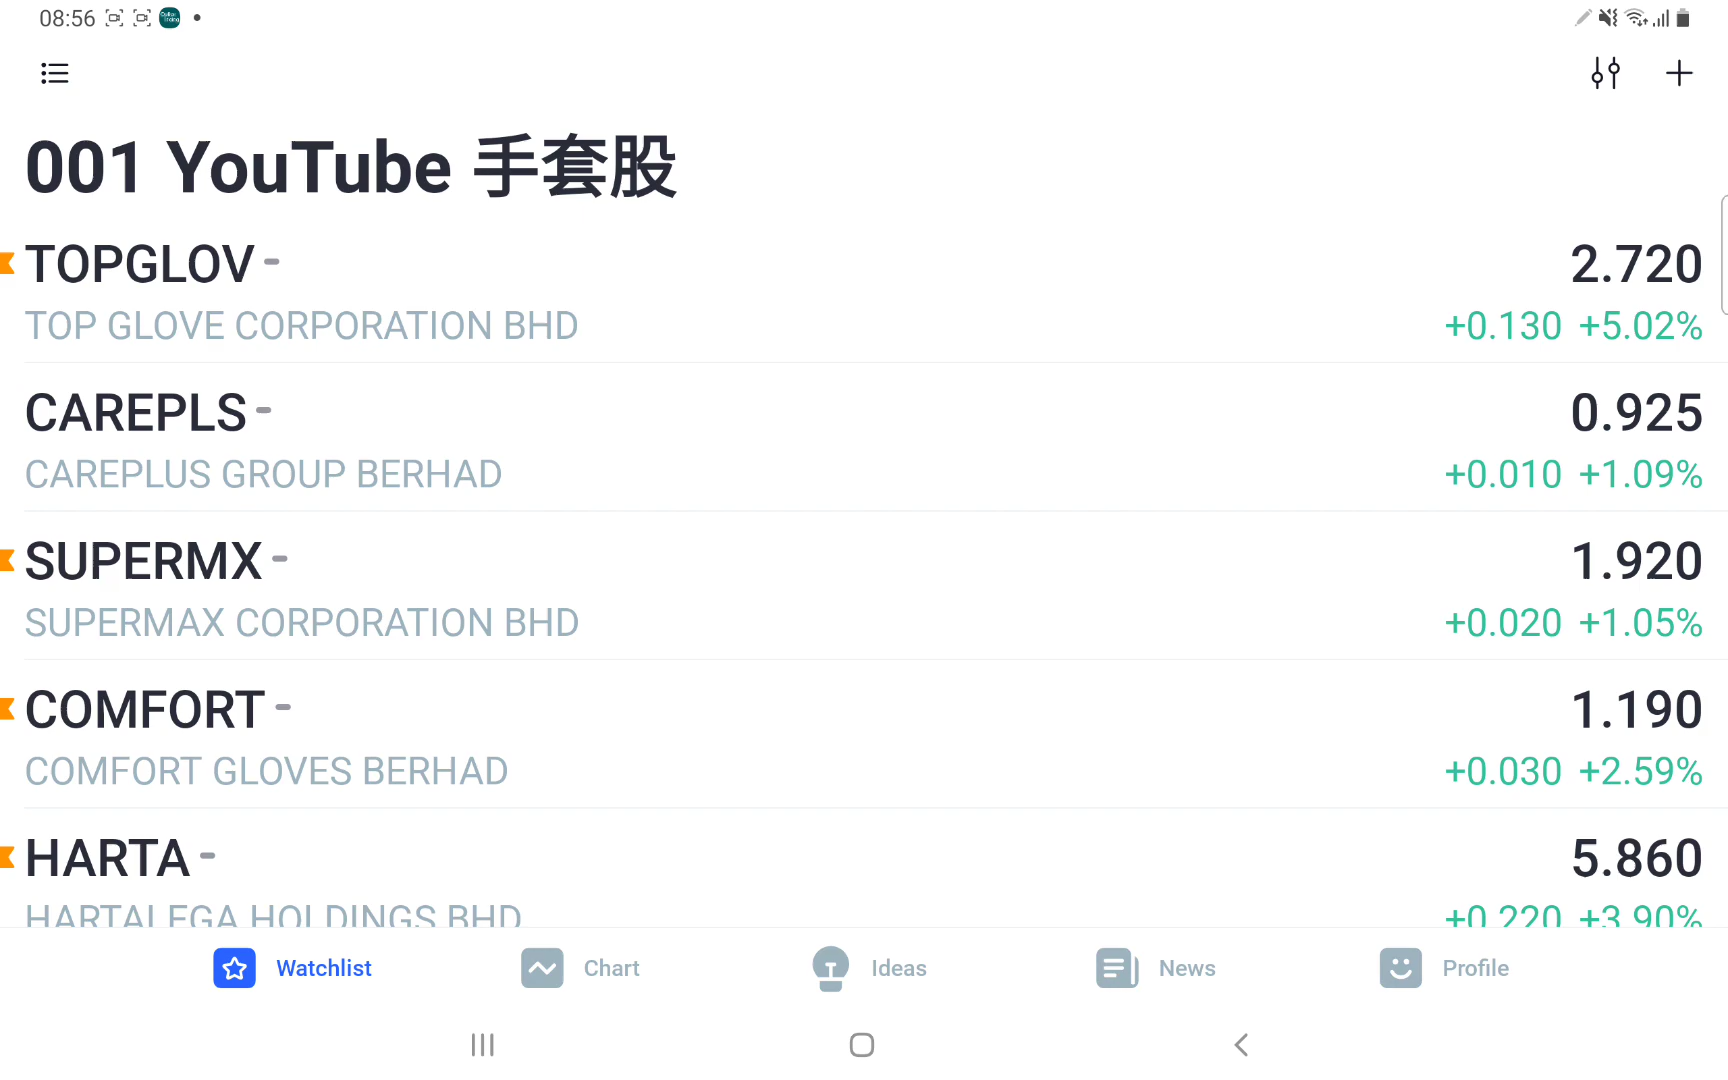 08:56
001 YouTube 手套股
TOPGLOV
2.720
TOP GLOVE CORPORATION BHD
+0.130 +5.02%
CAREPLS
0.925
CAREPLUS GROUP BERHAD
+0.010 +1.09%
SUPERMX
1.920
SUPERMAX CORPORATION BHD
+0.020 +1.05%
COMFORT
1.190
COMFORT GLOVES BERHAD
+0.030 +2.59%
HARTA
5.860
HARTALEGA HOLDINGS BHD
+0.220 +3.90%
Watchlist
Chart
Ideas
News
Profile